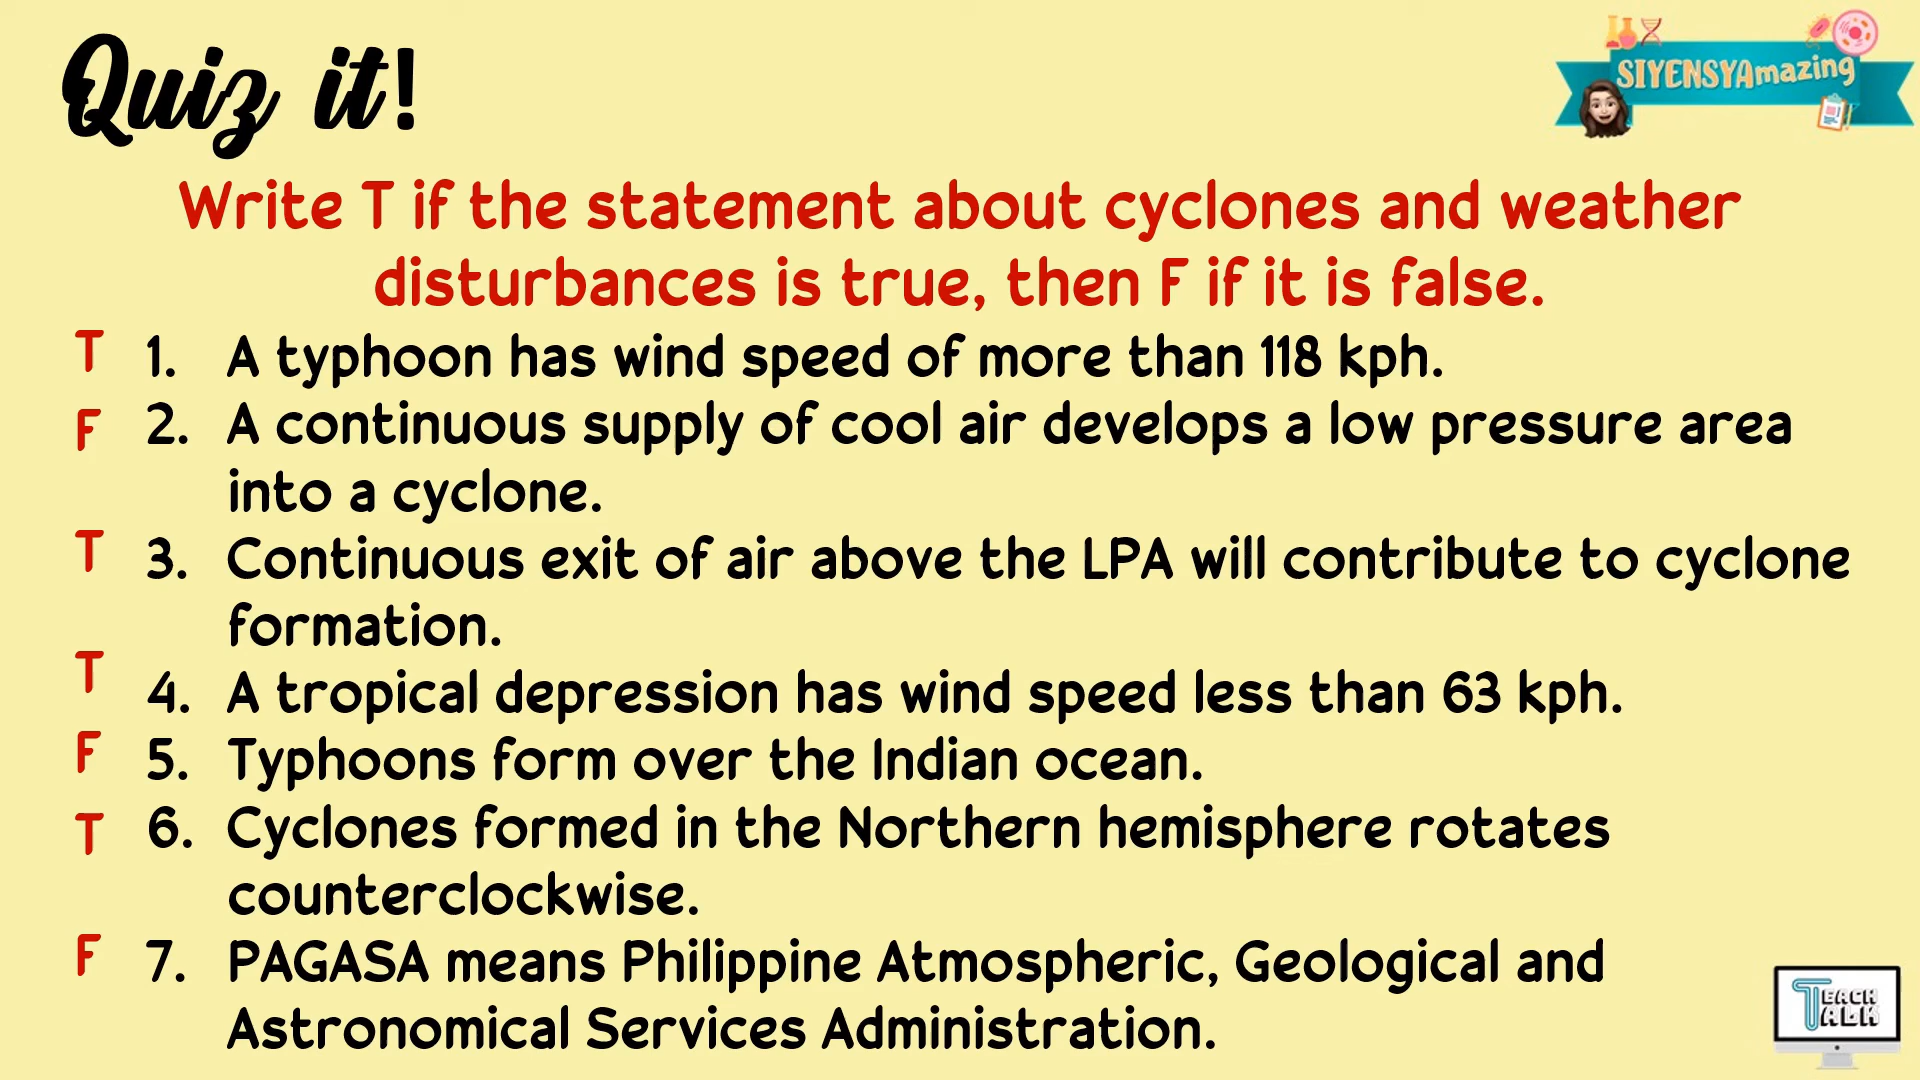 Quiz it!
SIYENSYAmazing
Write T if the statement about cyclones and weather
disturbances is true, then F if it is false.
T 1. A typhoon has wind speed of more than 118 kph.
F 2. A continuous supply of cool air develops a low pressure area
into a cyclone.
T 3. Continuous exit of air above the LPA will contribute to cyclone
formation.
T 4. A tropical depression has wind speed less than 63 kph.
F 5. Typhoons form over the Indian ocean.
T 6. Cyclones formed in the Northern hemisphere rotates
counterclockwise.
F 7. PAGASA means Philippine Atmospheric, Geological and
Astronomical Services Administration.
TEACH
TALK